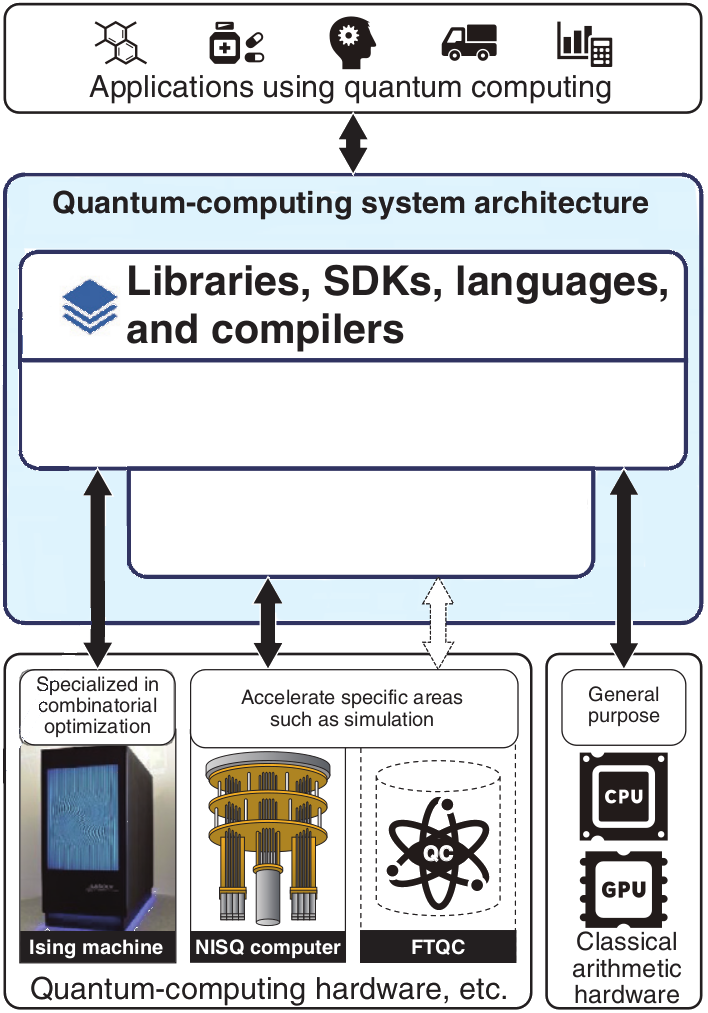 Applications using quantum computing
Quantum-computing system architecture
Libraries, SDKs, languages,
and compilers
Specialized in
combinatorial
optimization
Accelerate specific areas
such as simulation
General
purpose
CPU
QC
GPU
Ising machine
NISQ computer
FTQC
Classical
arithmetic
hardware
Quantum-computing hardware, etc.